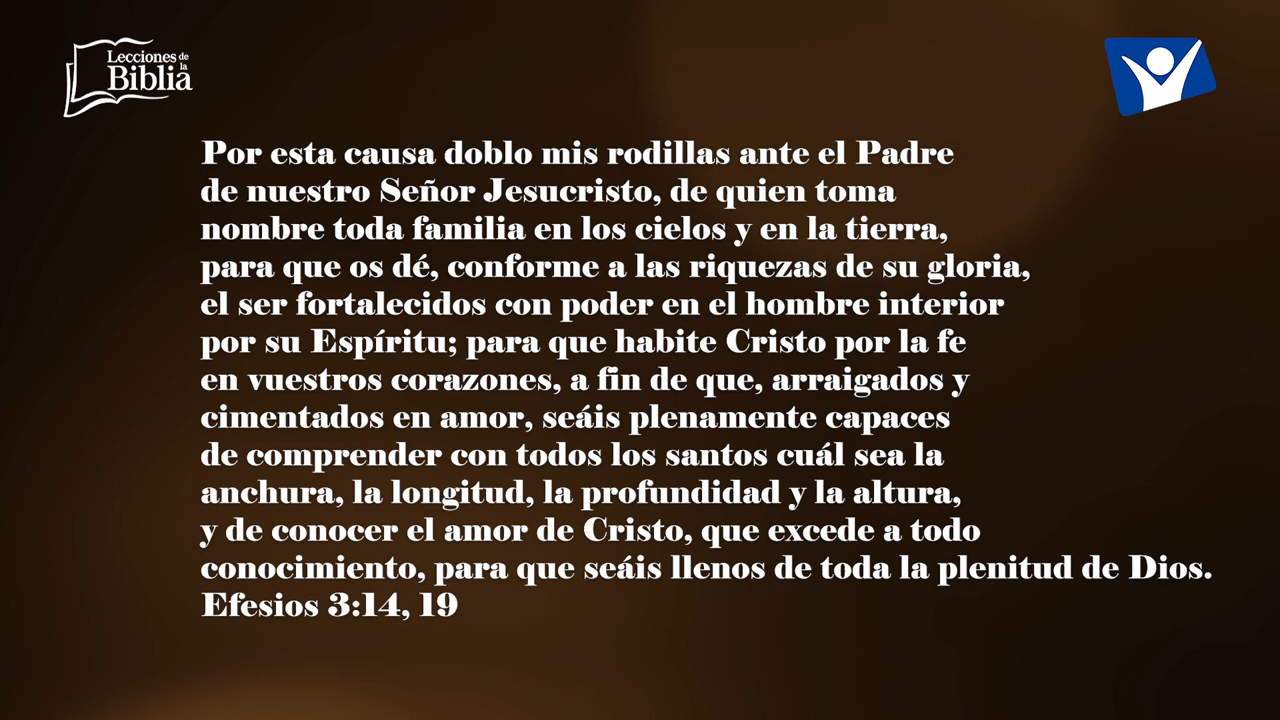 Lecciones de
la
Biblia
Por esta causa doblo mis rodillas ante el Padre
de nuestro Señor Jesucristo, de quien toma
nombre toda familia en los cielos y en la tierra,
para que os dé, conforme a las riquezas de su gloria,
el ser fortalecidos con poder en el hombre interior
por su Espíritu; para que habite Cristo por la fe
en vuestros corazones, a fin de que, arraigados y
cimentados en amor, seáis plenamente capaces
de comprender con todos los santos cuál sea la
anchura, la longitud, la profundidad y la altura,
y de conocer el amor de Cristo, que excede a todo
conocimiento, para que seáis llenos de toda la plenitud de Dios.
Efesios 3:14, 19